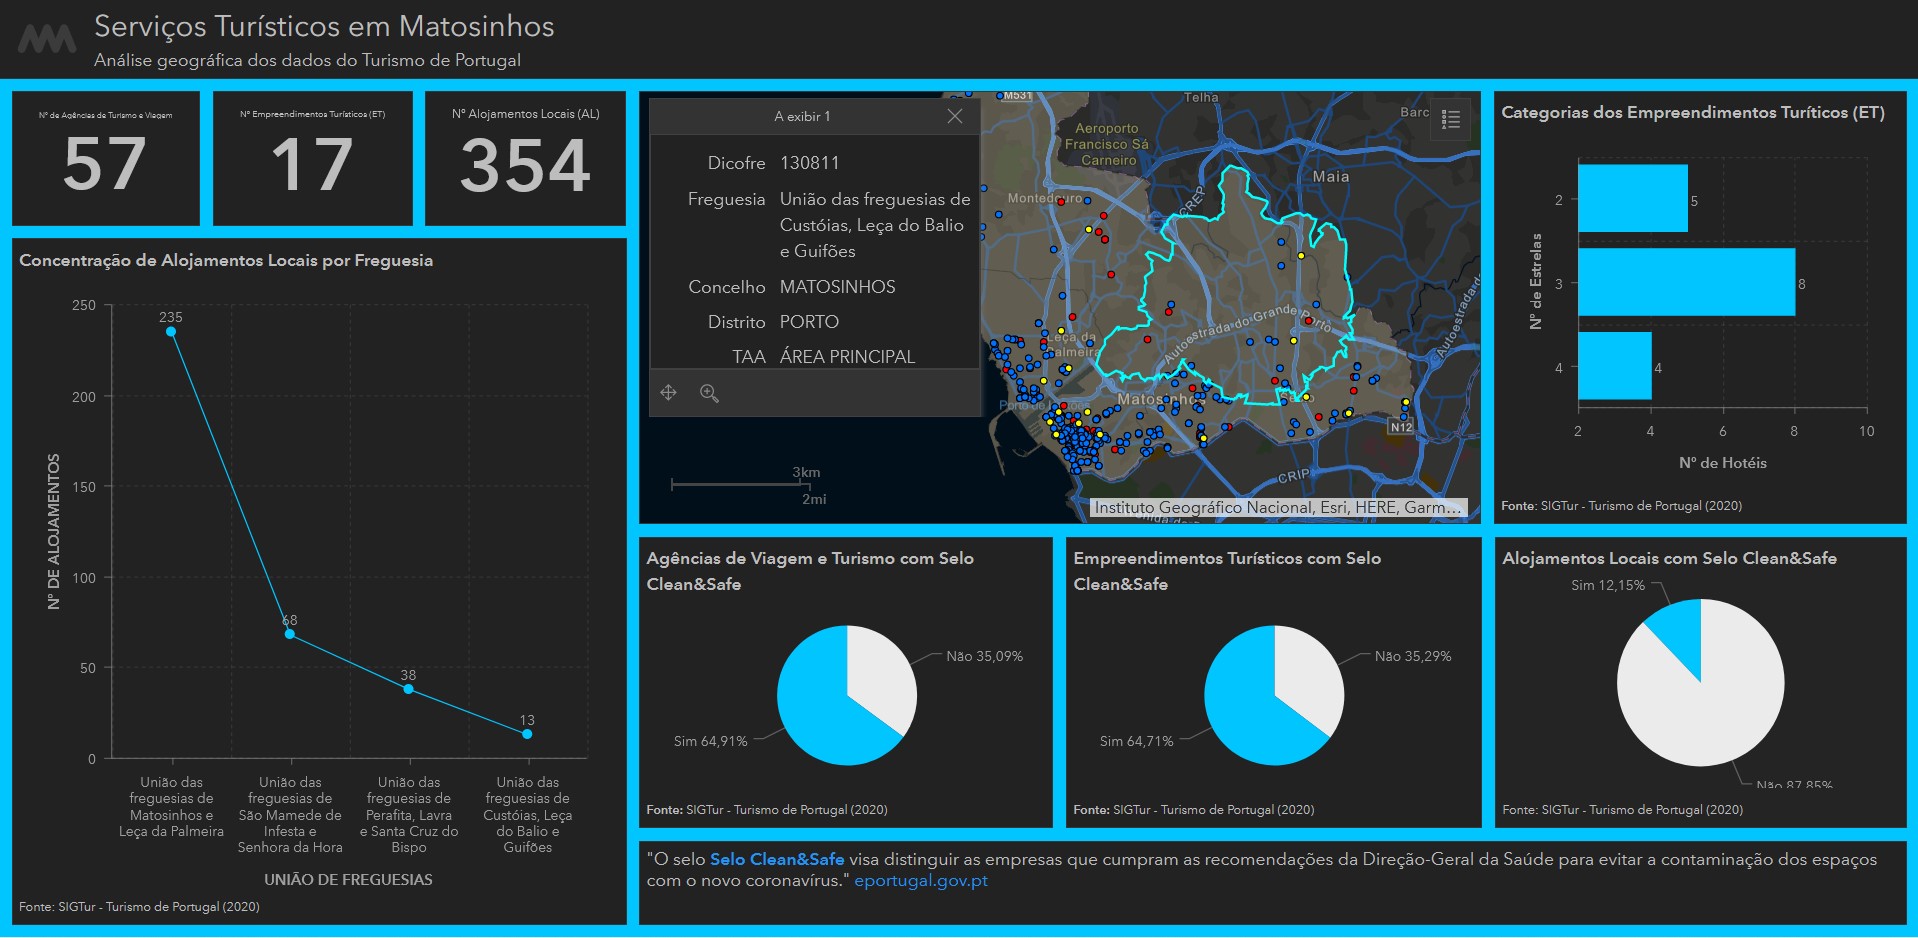 Serviços Turísticos em Matosinhos
Análise geográfica dos dados do Turismo de Portugal
Nº de Agências de Turismo e Viagem
57
Nº Empreendimentos Turísticos (ET)
17
Nº Alojamentos Locais (AL)
354
Concentração de Alojamentos Locais por Freguesia
250
200
150
100
50
0
235
68
38
13
Nº DE ALOJAMENTOS
União das
freguesias de
Matosinhos e
Leça da Palmeira
União das
freguesias de
São Mamede de
Infesta e
Senhora da Hora
União das
freguesias de
Perafita, Lavra
e Santa Cruz do
Bispo
União das
freguesias de
Custóias, Leça
do Balio e
Guifões
UNIÃO DE FREGUESIAS
Fonte: SIGTur - Turismo de Portugal (2020)
A exibir 1
Dicofre 130811
Freguesia União das freguesias de
Custóias, Leça do Balio
e Guifões
Concelho MATOSINHOS
Distrito PORTO
TAA ÁREA PRINCIPAL
M531
Telha
Barc
Aeroporto
Francisco Sá
Carneiro
Maia
Montedouro
CREP
Autoestrada do Grande Porto
Autoestrada d
Leça da
Palmeira
Matosinhos
N12
CRIP
3km
2mi
Instituto Geográfico Nacional, Esri, HERE, Garm...
Categorias dos Empreendimentos Turíticos (ET)
Nº de Estrelas
2
5
3
8
4
4
2
4
6
8
10
Nº de Hotéis
Fonte: SIGTur - Turismo de Portugal (2020)
Agências de Viagem e Turismo com Selo
Clean&Safe
Não 35,09%
Sim 64,91%
Fonte: SIGTur - Turismo de Portugal (2020)
Empreendimentos Turísticos com Selo
Clean&Safe
Não 35,29%
Sim 64,71%
Fonte: SIGTur - Turismo de Portugal (2020)
Alojamentos Locais com Selo Clean&Safe
Sim 12,15%
Não 87,85%
Fonte: SIGTur - Turismo de Portugal (2020)
"O selo Selo Clean&Safe visa distinguir as empresas que cumpram as recomendações da Direção-Geral da Saúde para evitar a contaminação dos espaços
com o novo coronavírus." eportugal.gov.pt